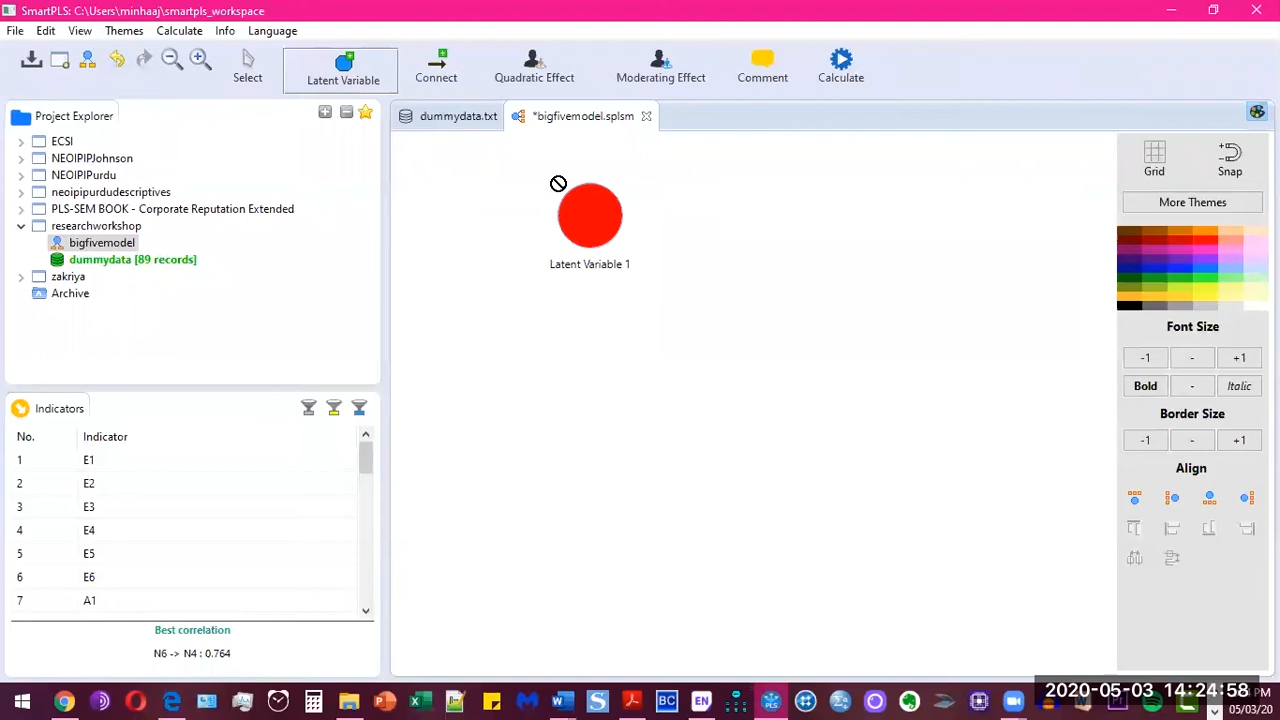 SmartPLS: C:\Users\minhaaj\smartpls_workspace
File Edit View Themes Calculate Info Language
Select Latent Variable Connect Quadratic Effect Moderating Effect Comment Calculate
Project Explorer
ECSI
NEOIPIPJohnson
NEOIPIPurdu
neoipipurdudescriptives
PLS-SEM BOOK - Corporate Reputation Extended
researchworkshop
bigfivemodel
dummydata [89 records]
zakriya
Archive
Indicators
No. Indicator
1 E1
2 E2
3 E3
4 E4
5 E5
6 E6
7 A1
Best correlation
N6 -> N4 : 0.764
dummydata.txt *bigfivemodel.splsm
Latent Variable 1
Grid Snap
More Themes
Font Size
-1 - +1
Bold - Italic
Border Size
-1 - +1
Align
PLS BC EN
2020-05-03 14:24:58
05/03/20